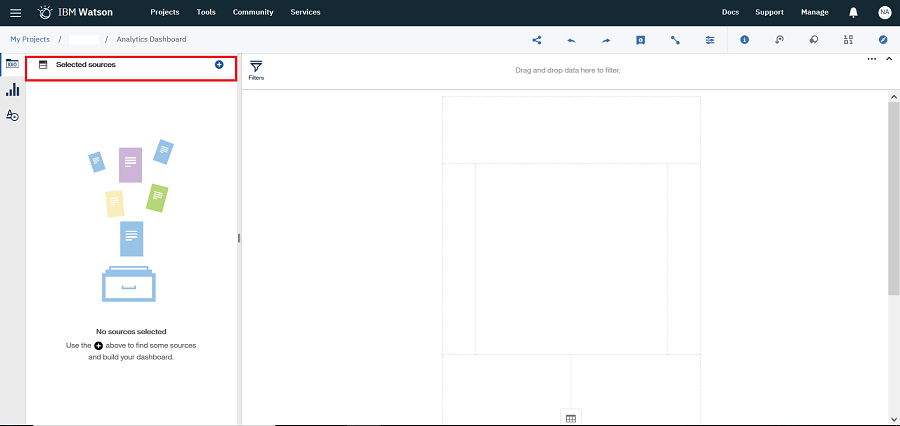 IBM Watson Projects Tools Community Services Docs Support Manage NA
My Projects / / Analytics Dashboard
Selected sources
Filters
Drag and drop data here to filter.
No sources selected
Use the above to find some sources
and build your dashboard.